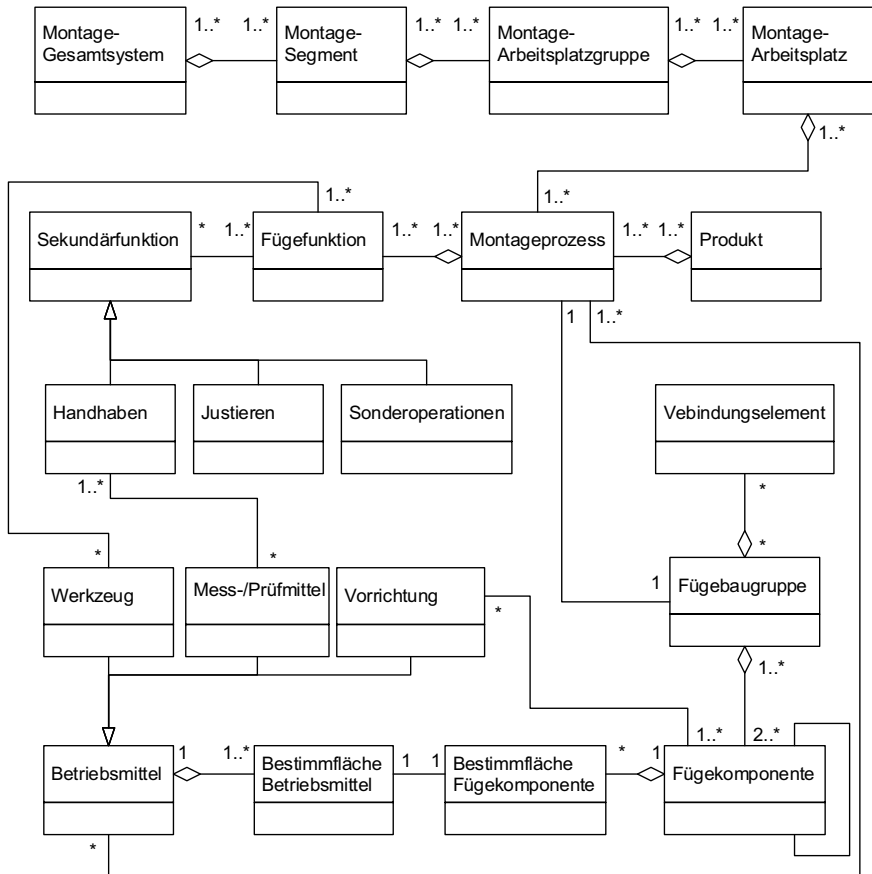 1..*
1..*
1..*
1..*
1..*
1..*
Montage-
Gesamtsystem
Montage-
Segment
Montage-
Arbeitsplatzgruppe
Montage-
Arbeitsplatz
1..*
1..*
1..*
Sekundärfunktion
*
1..*
Fügefunktion
1..*
1..*
Montageprozess
1..*
1..*
Produkt
1
1..*
Handhaben
Justieren
Sonderoperationen
Vebindungselement
1..*
*
*
*
*
Werkzeug
Mess-/Prüfmittel
Vorrichtung
*
1
Fügebaugruppe
1..*
1..*
2..*
Betriebsmittel
1
1..*
Bestimmfläche
Betriebsmittel
1
1
Bestimmfläche
Fügekomponente
*
1
Fügekomponente
*